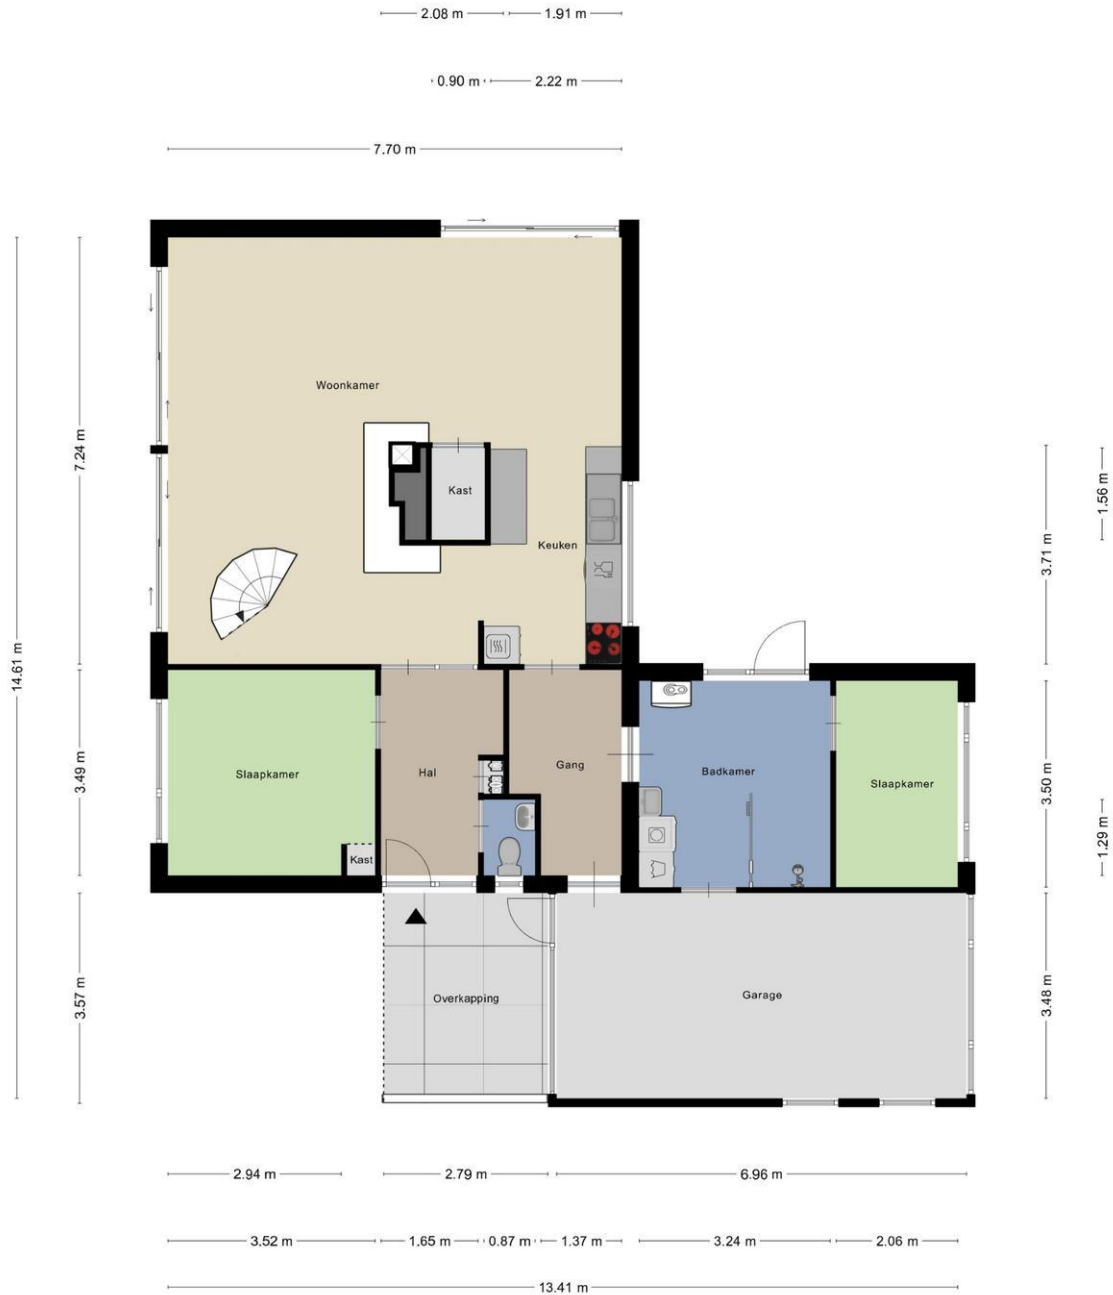 2.08 m 1.91 m
0.90 m 2.22 m
7.70 m
Woonkamer
7.24 m
Kast
1.56 m
Keuken
3.71 m
14.61 m
3.49 m
Slaapkamer
Hal
Gang
Badkamer
Slaapkamer
3.50 m
1.29 m
Kast
3.57 m
Overkapping
Garage
3.48 m
2.94 m 2.79 m 6.96 m
3.52 m 1.65 m 0.87 m 1.37 m 3.24 m 2.06 m
13.41 m